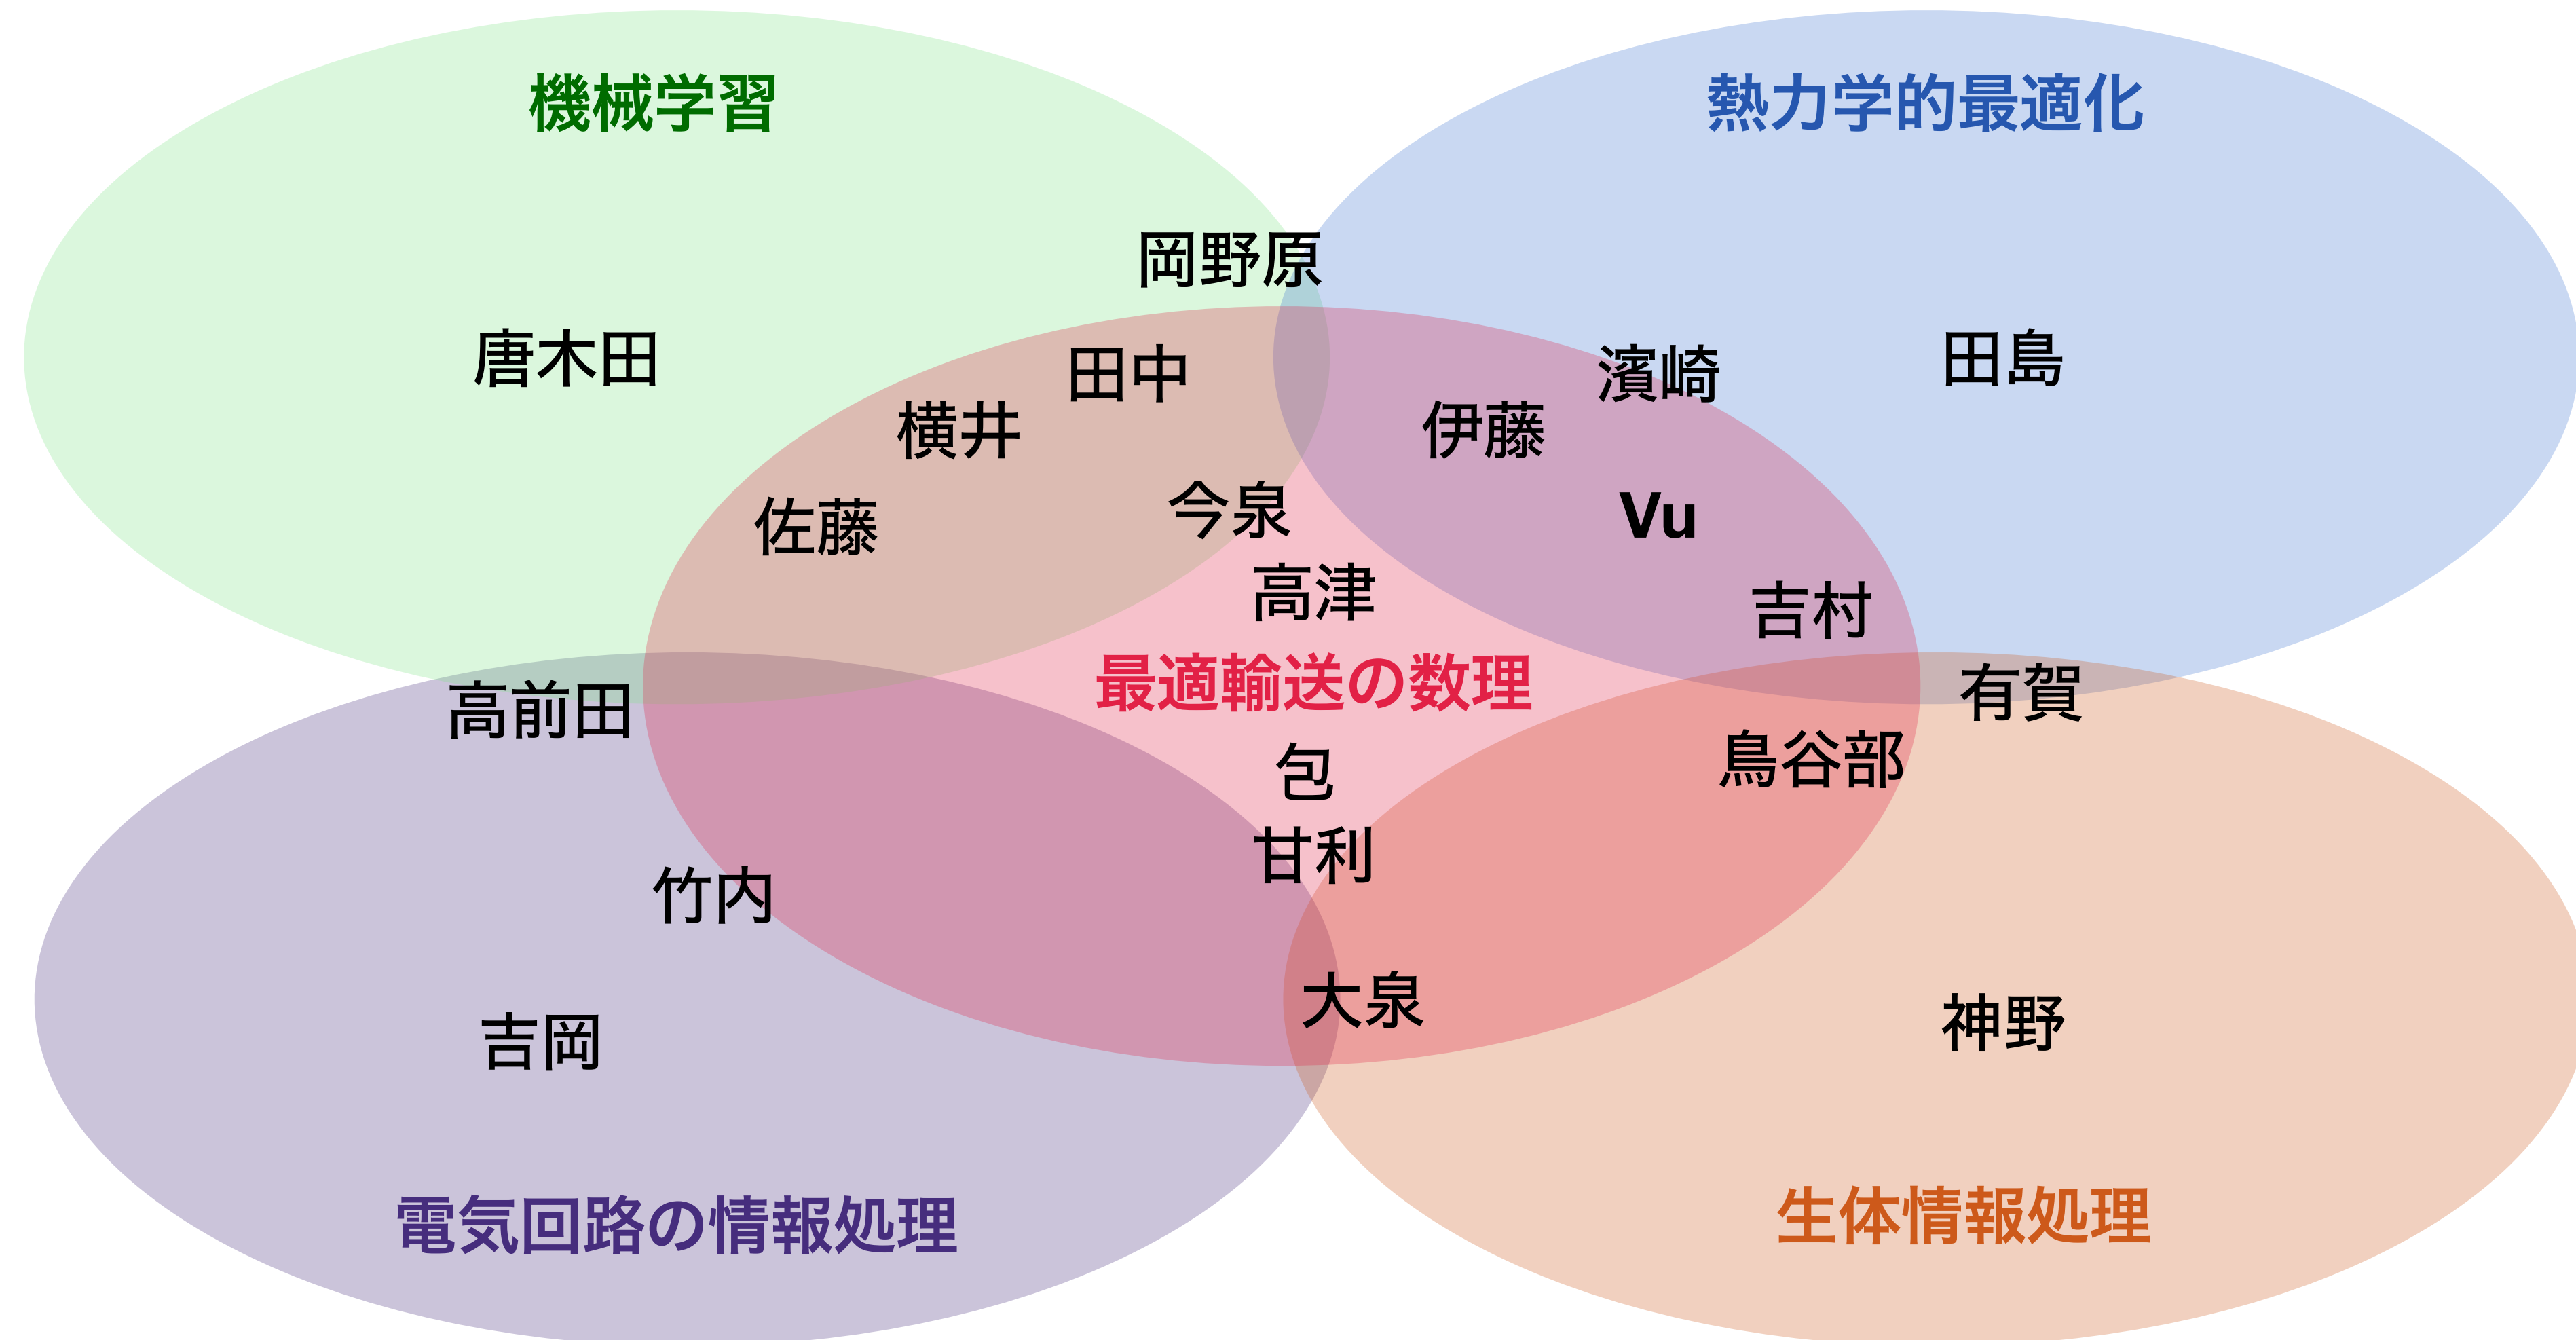 機械学習
熱力学的最適化
岡野原
唐木田
田中
濱崎
田島
横井
伊藤
佐藤
今泉
Vu
高津
吉村
最適輸送の数理
有賀
高前田
鳥谷部
包
甘利
竹内
大泉
神野
吉岡
電気回路の情報処理
生体情報処理